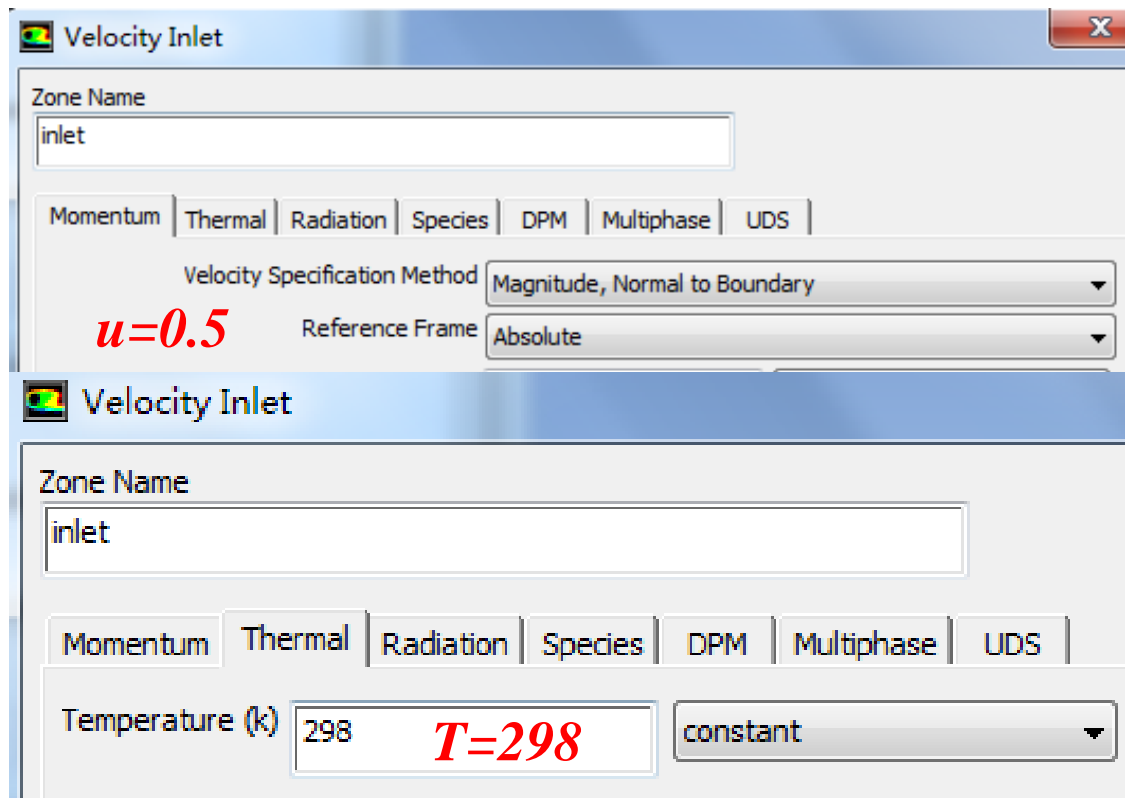 Velocity Inlet
X
Zone Name
inlet
Momentum Thermal Radiation Species DPM Multiphase UDS
Velocity Specification Method Magnitude, Normal to Boundary
u=0.5 Reference Frame Absolute
Velocity Inlet
Zone Name
inlet
Momentum Thermal Radiation Species DPM Multiphase UDS
Temperature (k) 298 T=298 constant